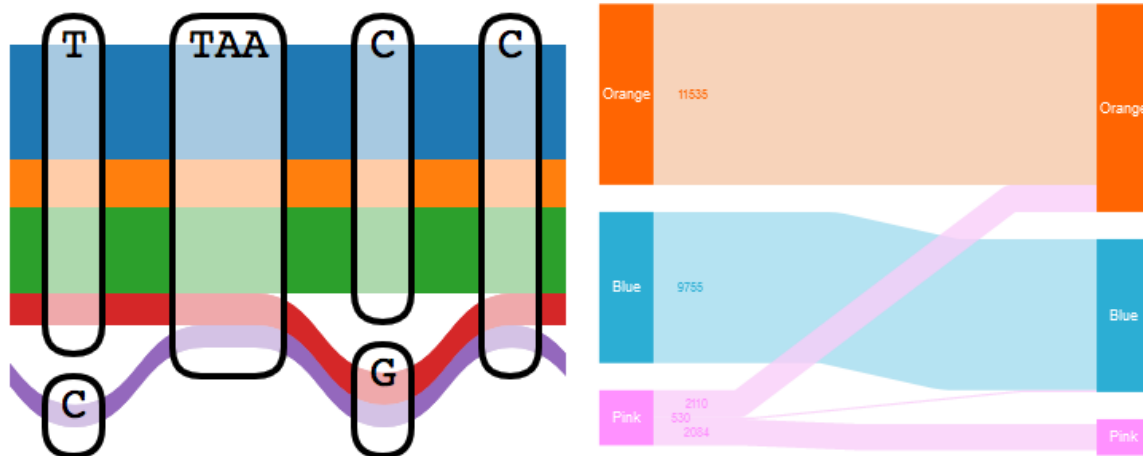 T TAA C C
C G
Orange 11535 Orange
Blue 9755 Blue
Pink 2110
530
2084
Pink